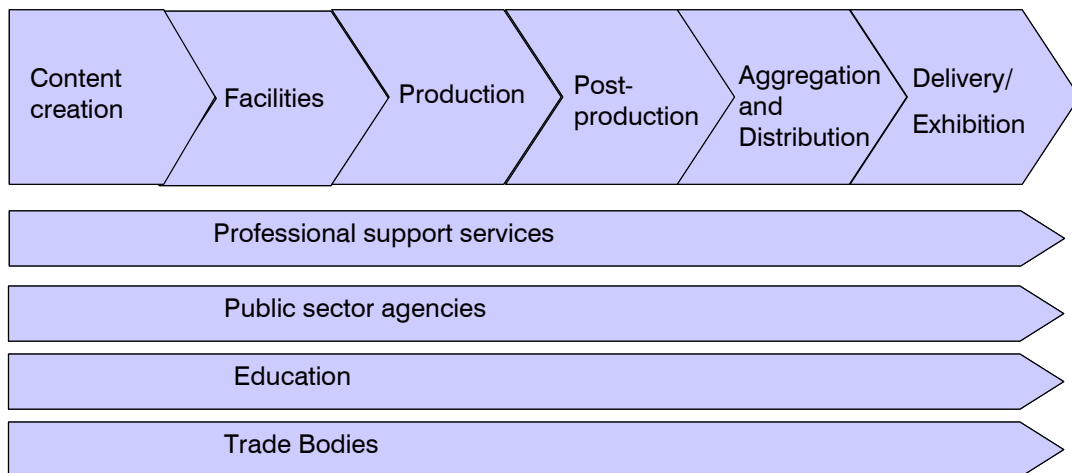 Content
creation
Facilities
Production
Post-
production
Aggregation
and
Distribution
Delivery/
Exhibition
Professional support services
Public sector agencies
Education
Trade Bodies